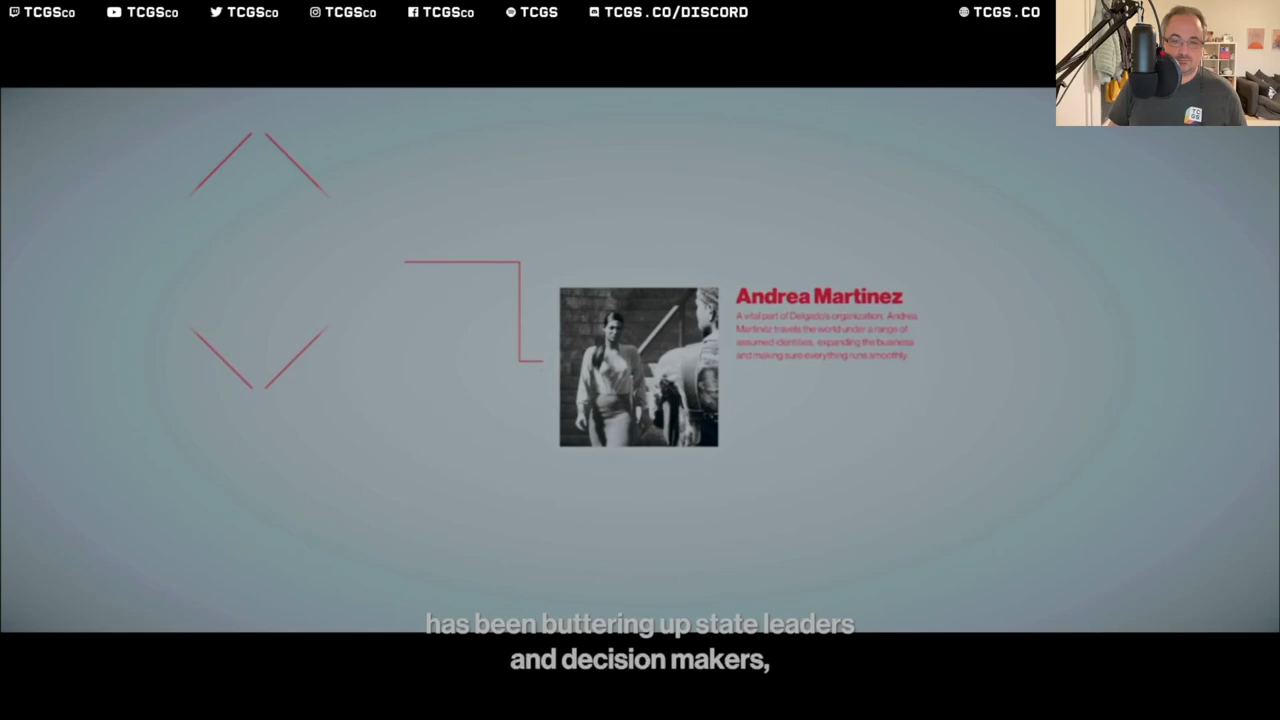 TCGSco TCGSco TCGSco TCGSco TCGSco TCGS TCGS.CO/DISCORD TCGS.CO
TC
GS
Andrea Martinez
A vital part of Delgado's organization, Andrea
Martinez travels the world under a range of
assumed identities, expanding the business
and making sure everything runs smoothly.
has been buttering up state leaders
and decision makers,